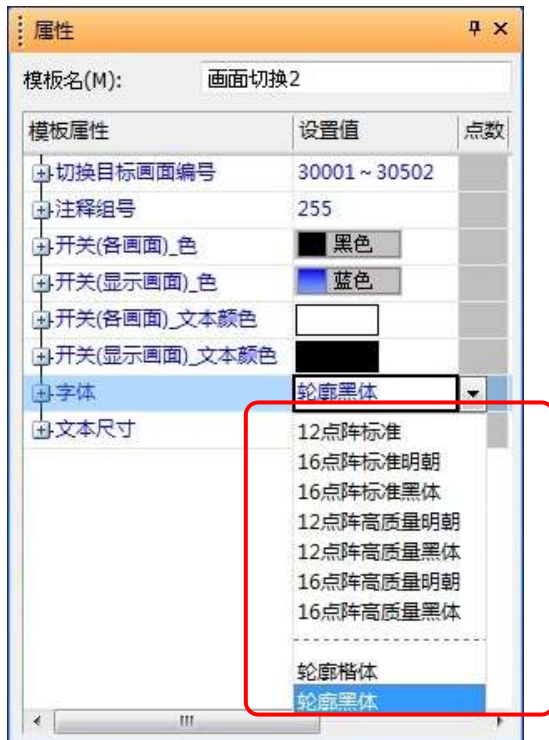 属性
模板名(M): 画面切换2
模板属性 设置值 点数
切换目标画面编号 30001～30502
注释组号 255
开关(各画面)_色 黑色
开关(显示画面)_色 蓝色
开关(各画面)_文本颜色
开关(显示画面)_文本颜色
字体 轮廓黑体
文本尺寸
12点阵标准
16点阵标准明朝
16点阵标准黑体
12点阵高质量明朝
12点阵高质量黑体
16点阵高质量明朝
16点阵高质量黑体
轮廓楷体
轮廓黑体